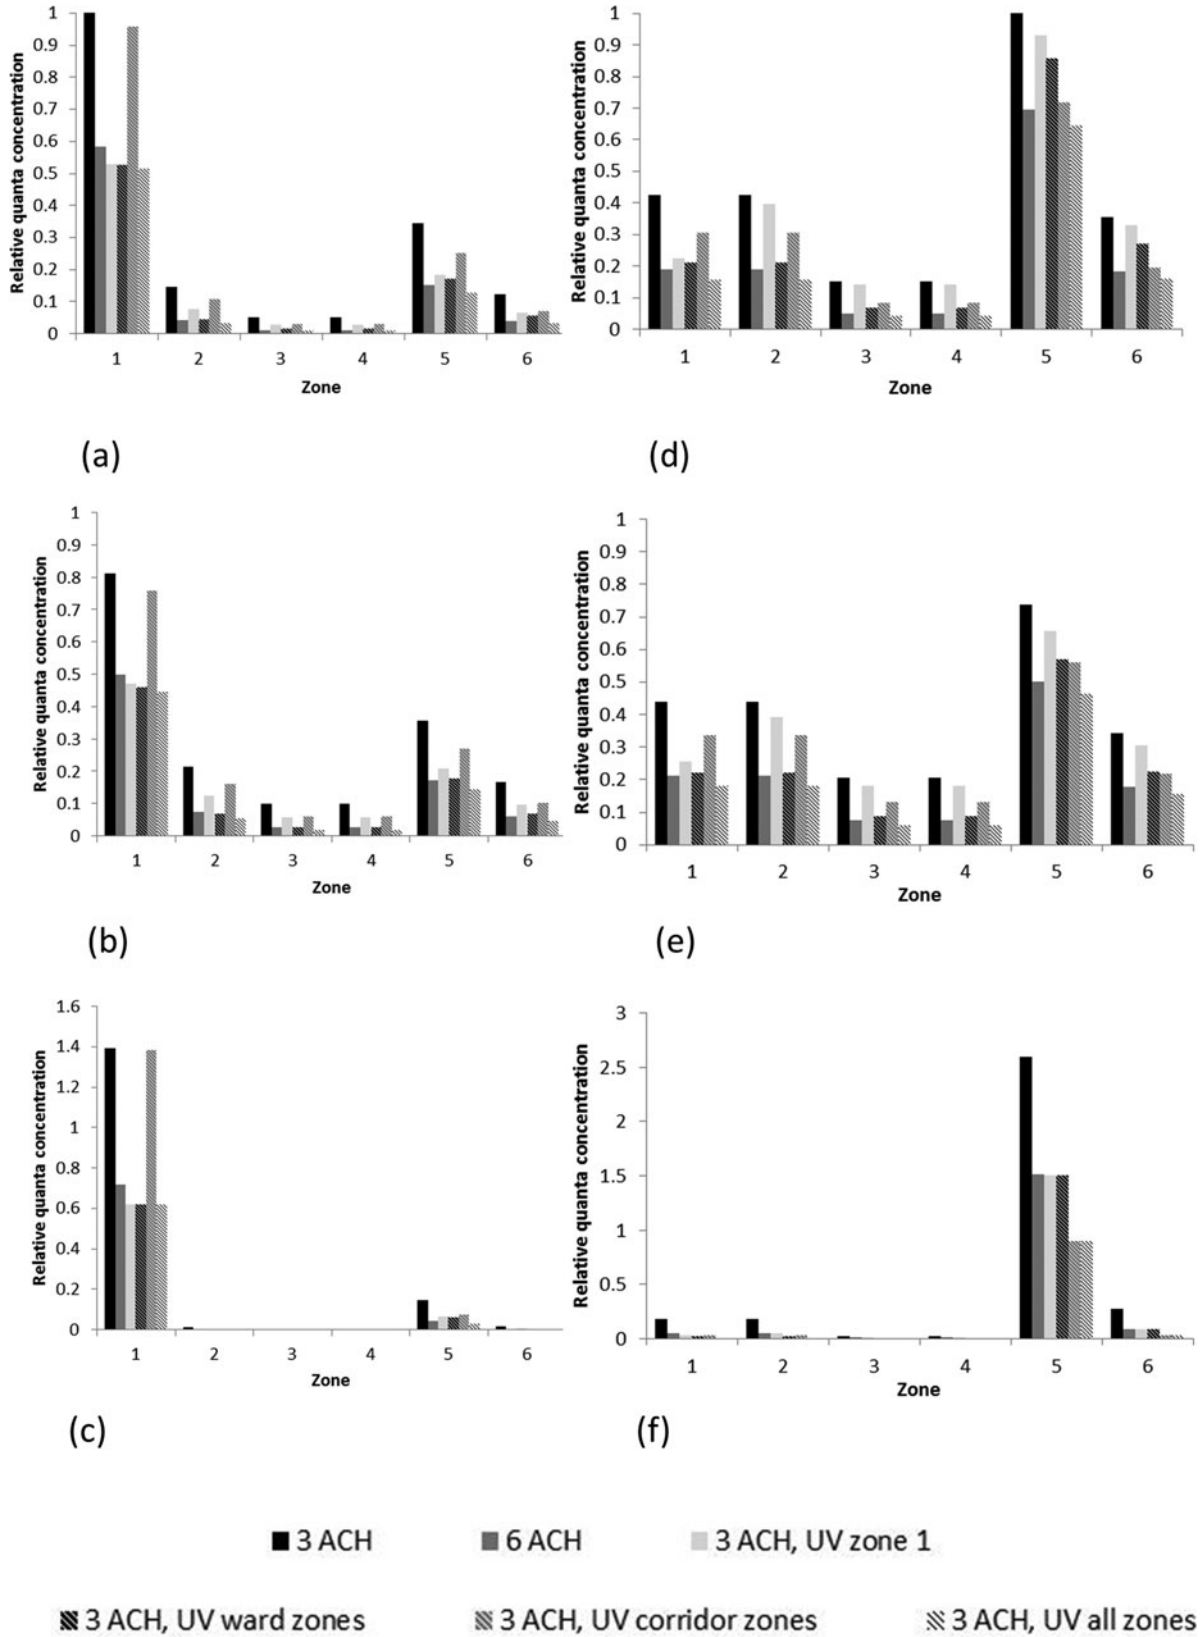 Relative quanta concentration
1
0.9
0.8
0.7
0.6
0.5
0.4
0.3
0.2
0.1
0
1 2 3 4 5 6
Zone
(a)
Relative quanta concentration
1
0.9
0.8
0.7
0.6
0.5
0.4
0.3
0.2
0.1
0
1 2 3 4 5 6
Zone
(d)
Relative quanta concentration
1
0.9
0.8
0.7
0.6
0.5
0.4
0.3
0.2
0.1
0
1 2 3 4 5 6
Zone
(b)
Relative quanta concentration
1
0.9
0.8
0.7
0.6
0.5
0.4
0.3
0.2
0.1
0
1 2 3 4 5 6
Zone
(e)
Relative quanta concentration
1.6
1.4
1.2
1
0.8
0.6
0.4
0.2
0
1 2 3 4 5 6
Zone
(c)
Relative quanta concentration
3
2.5
2
1.5
1
0.5
0
1 2 3 4 5 6
Zone
(f)
3 ACH 6 ACH 3 ACH, UV zone 1
3 ACH, UV ward zones 3 ACH, UV corridor zones 3 ACH, UV all zones